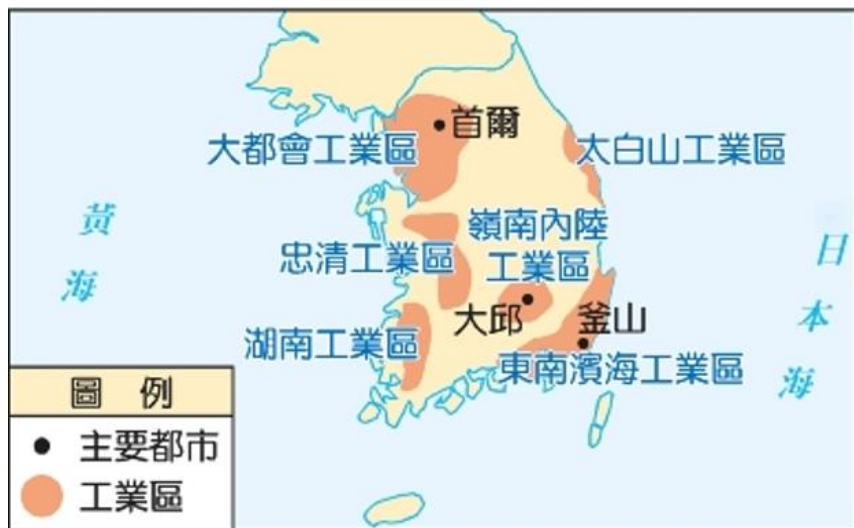 首爾
大都會工業區
太白山工業區
黃海
嶺南內陸
工業區
忠清工業區
日本海
大邱
釜山
湖南工業區
東南濱海工業區
圖例
主要都市
工業區